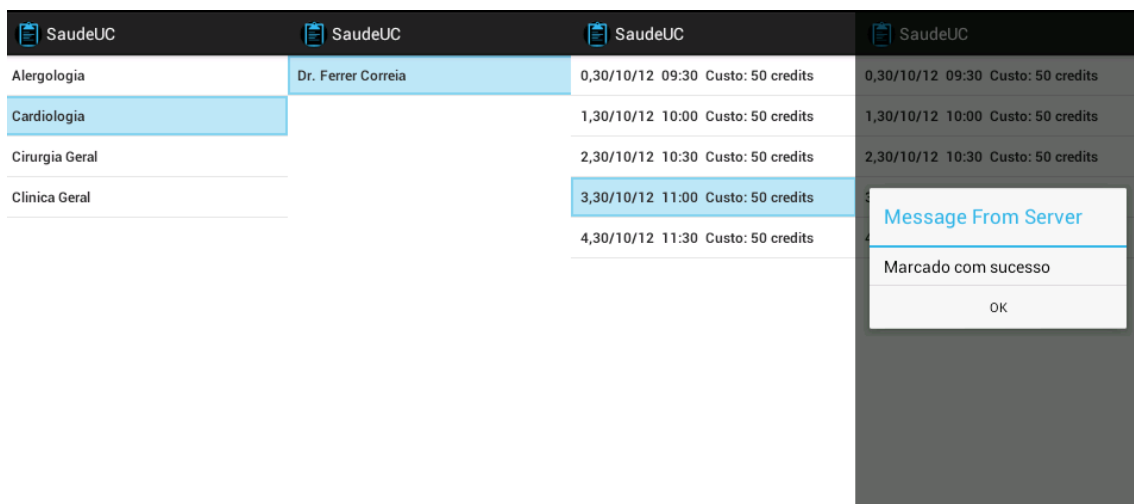 SaudeUC
Alergologia
Cardiologia
Cirurgia Geral
Clinica Geral
SaudeUC
Dr. Ferrer Correia
SaudeUC
0,30/10/12 09:30 Custo: 50 credits
1,30/10/12 10:00 Custo: 50 credits
2,30/10/12 10:30 Custo: 50 credits
3,30/10/12 11:00 Custo: 50 credits
4,30/10/12 11:30 Custo: 50 credits
SaudeUC
0,30/10/12 09:30 Custo: 50 credits
1,30/10/12 10:00 Custo: 50 credits
2,30/10/12 10:30 Custo: 50 credits
Message From Server
Marcado com sucesso
OK